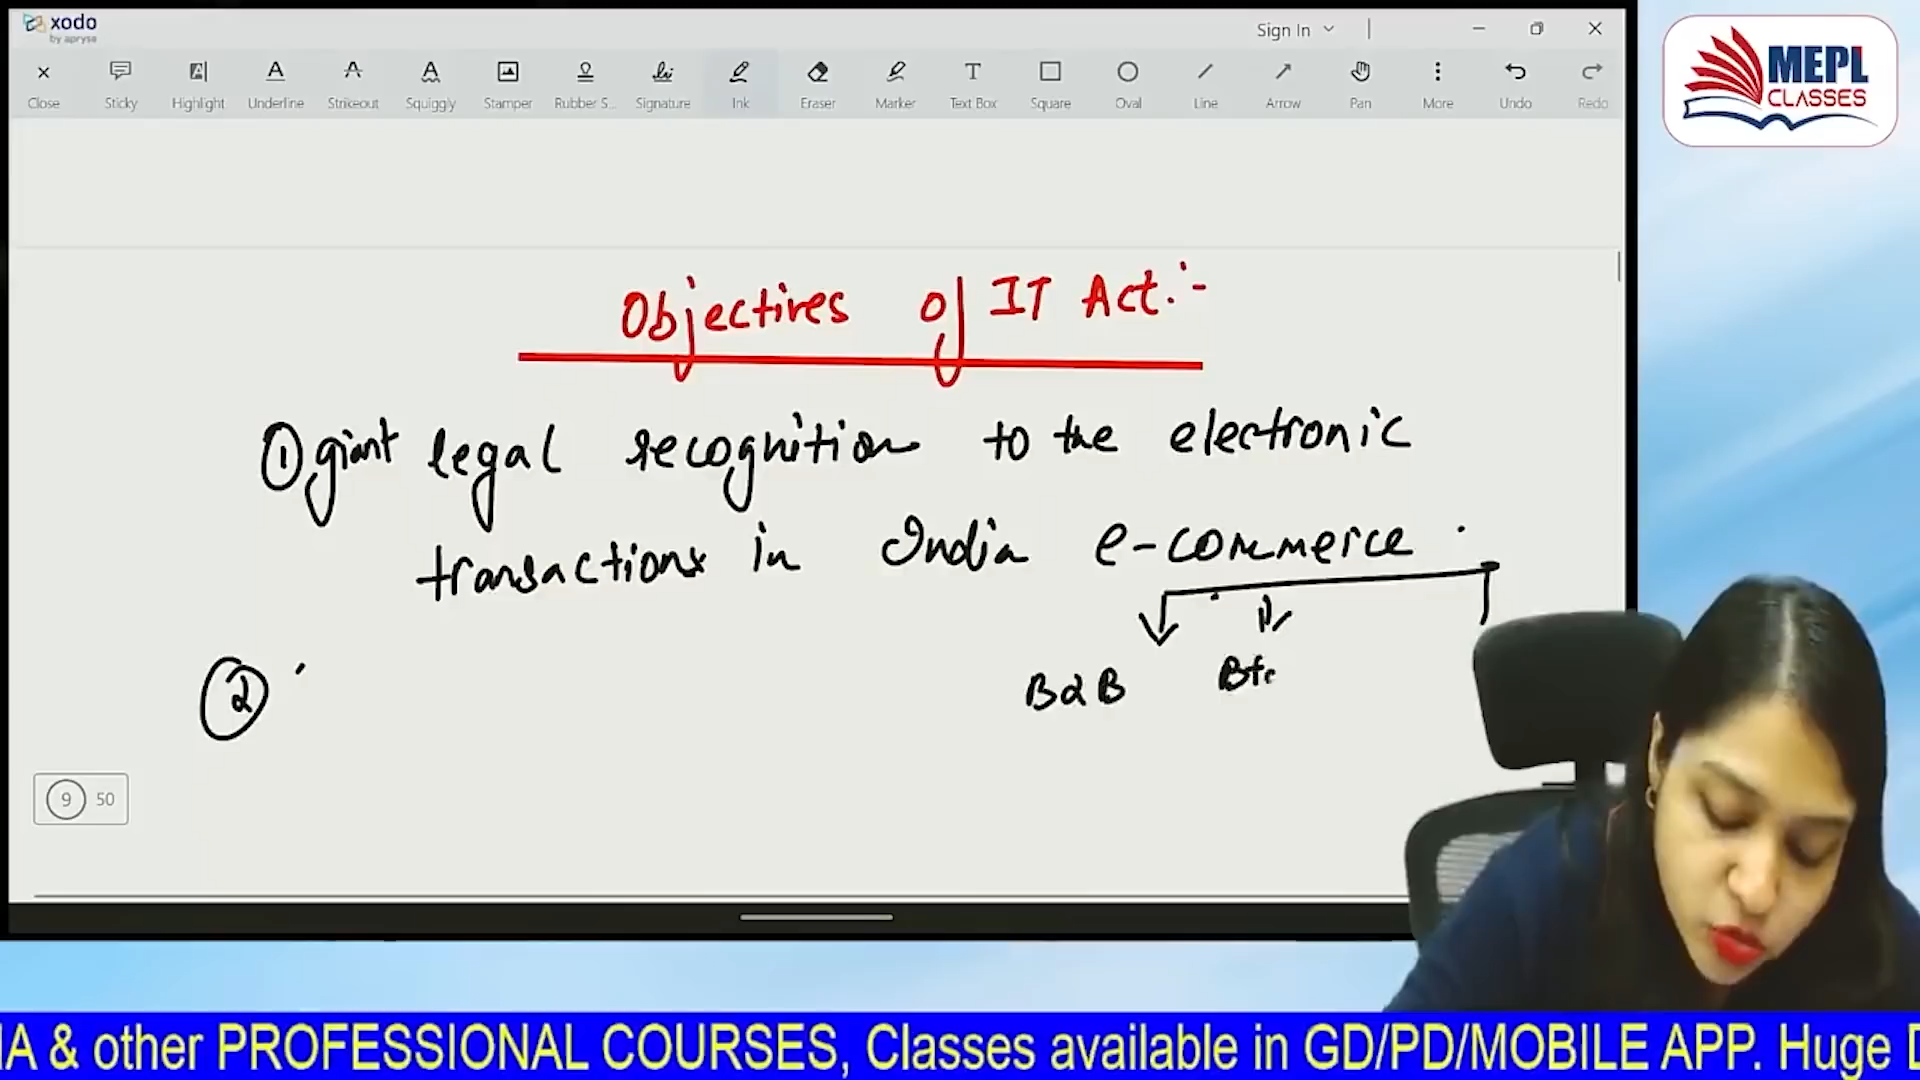 xodo
by apryse
Sign In
Close
Sticky
Highlight
Underline
Strikeout
Squiggly
Stamper
Rubber S...
Signature
Ink
Eraser
Marker
Text Box
Square
Oval
Line
Arrow
Pan
More
Undo
Redo
MEPL
CLASSES
Objectives of IT Act :-
① grant legal recognition to the electronic
transactions in India e-commerce .
B2B
②
9 50
IA & other PROFESSIONAL COURSES, Classes available in GD/PD/MOBILE APP. Huge D